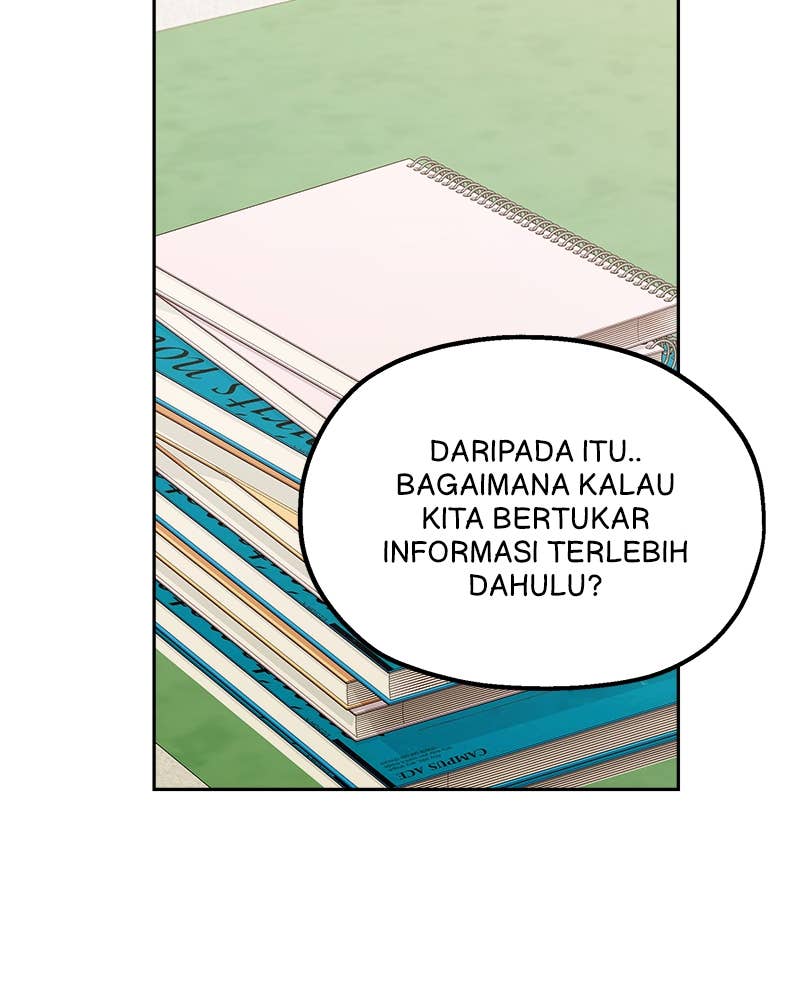 DARIPADA ITU..
BAGAIMANA KALAU
KITA BERTUKAR
INFORMASI TERLEBIH
DAHULU?
CAMPUS ACE